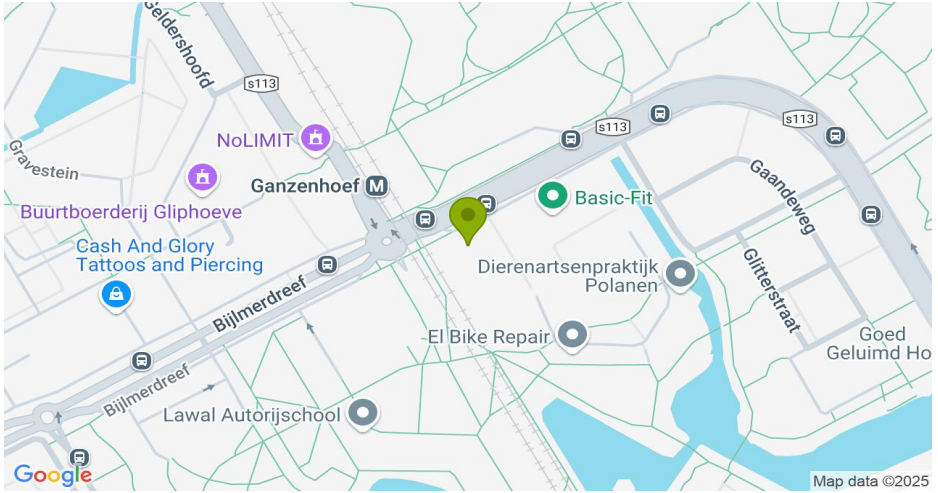 Geldershoofd
s113
s113
s113
NoLIMIT
Gravestein
Ganzenhoef M
Gaandeweg
Buurtboerderij Gliphoeve
Basic-Fit
Cash And Glory
Tattoos and Piercing
Dierenartsenpraktijk
Polanen
Glitterstraat
Bijlmerdreef
El Bike Repair
Goed
Geluimd Ho
Bijlmerdreef
Lawal Autorijschool
Google
Map data ©2025